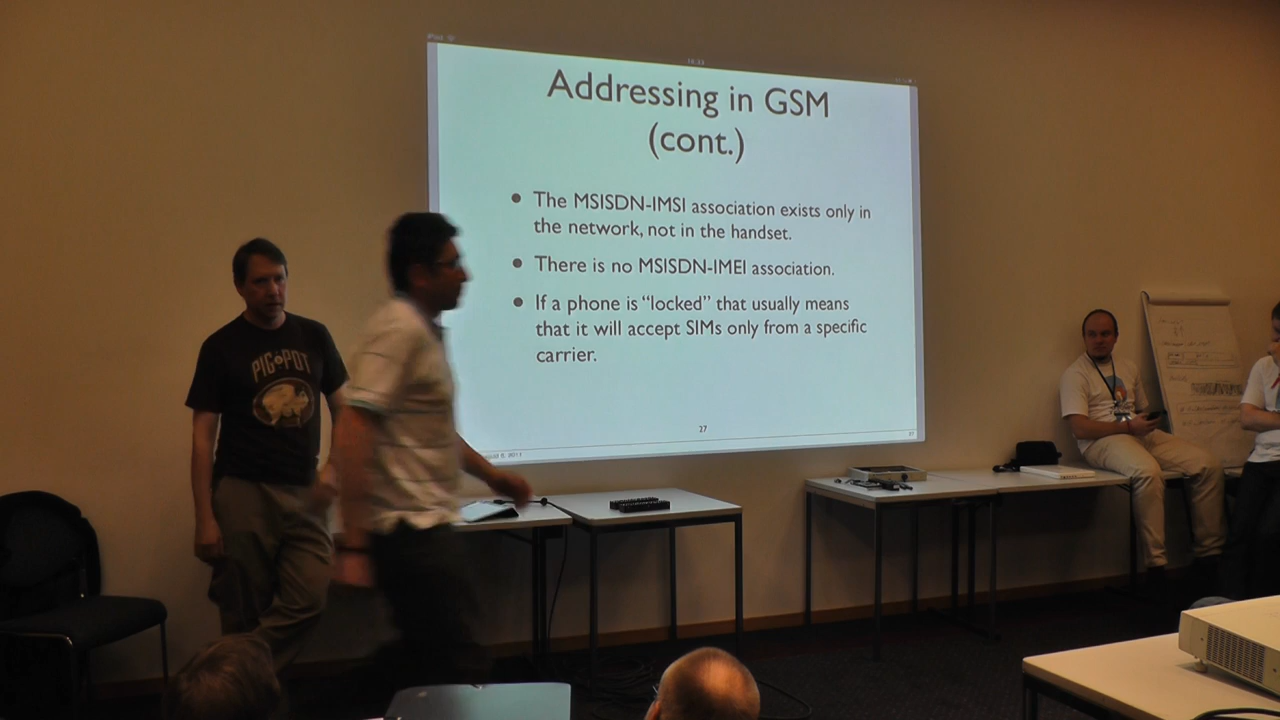 iPod
Addressing in GSM
(cont.)
• The MSISDN-IMSI association exists only in
the network, not in the handset.
• There is no MSISDN-IMEI association.
• If a phone is “locked” that usually means
that it will accept SIMs only from a specific
carrier.
27
PIG POT